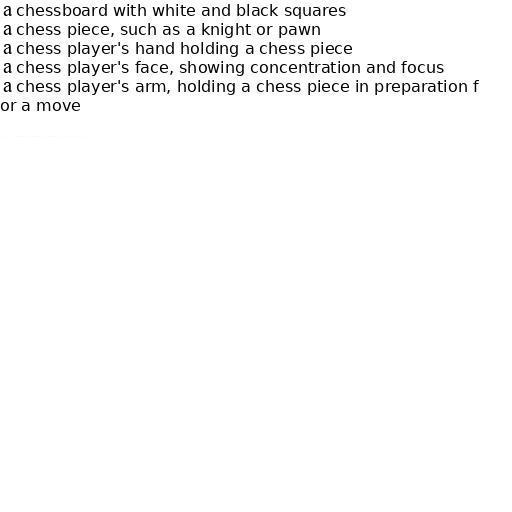 a chessboard with white and black squares
a chess piece, such as a knight or pawn
a chess player's hand holding a chess piece
a chess player's face, showing concentration and focus
a chess player's arm, holding a chess piece in preparation f
or a move